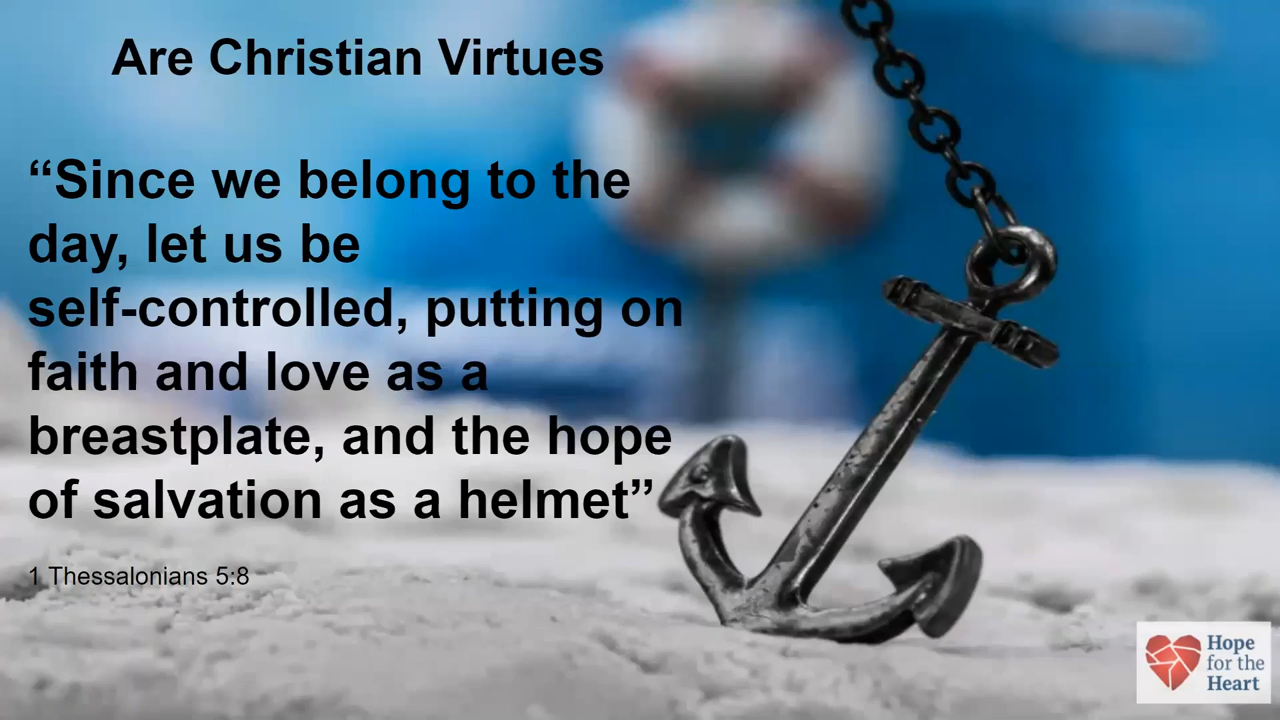 Are Christian Virtues
“Since we belong to the
day, let us be
self-controlled, putting on
faith and love as a
breastplate, and the hope
of salvation as a helmet”
1 Thessalonians 5:8
Hope
for the
Heart